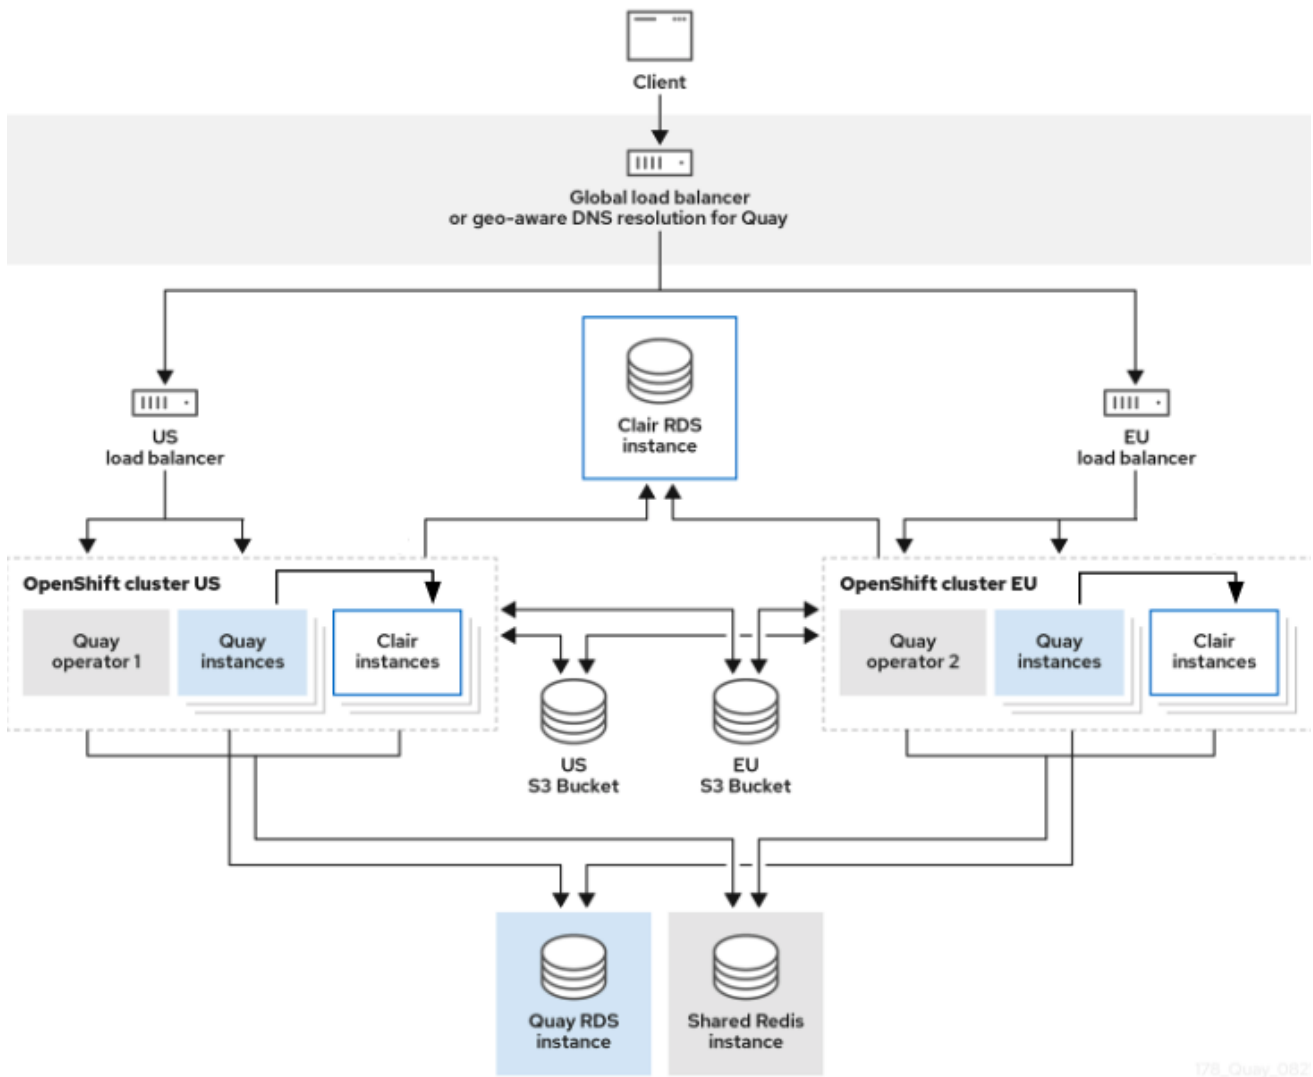 Client
Global load balancer
or geo-aware DNS resolution for Quay
Clair RDS
instance
US
load balancer
EU
load balancer
OpenShift cluster US
Quay
operator 1
Quay
instances
Clair
instances
OpenShift cluster EU
Quay
operator 2
Quay
instances
Clair
instances
US
S3 Bucket
EU
S3 Bucket
Quay RDS
instance
Shared Redis
instance
178_Quay_082